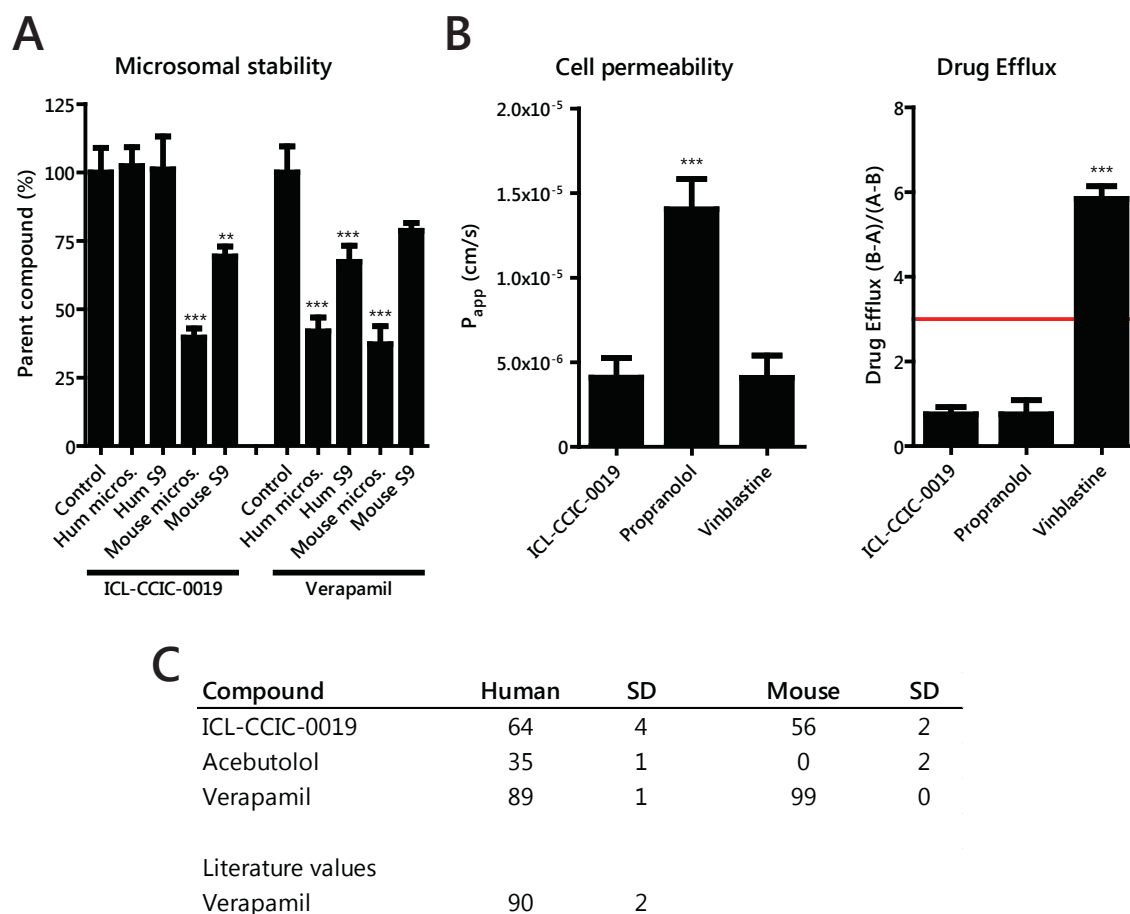 A
Microsomal stability
Parent compound (%)
125
100
75
50
25
0
** 
***
***
***
***
Control
Hum micros.
Hum S9
Mouse micros.
Mouse S9
Control
Hum micros.
Hum S9
Mouse micros.
Mouse S9
ICL-CCIC-0019 Verapamil
B
Cell permeability
P_app (cm/s)
2.0x10⁻⁵
1.5x10⁻⁵
1.0x10⁻⁵
5.0x10⁻⁶
0
***
ICL-CCIC-0019
Propranolol
Vinblastine
Drug Efflux
Drug Efflux (B-A)/(A-B)
8
6
4
2
0
***
ICL-CCIC-0019
Propranolol
Vinblastine
C
Compound Human SD Mouse SD
ICL-CCIC-0019 64 4 56 2
Acebutolol 35 1 0 2
Verapamil 89 1 99 0
Literature values
Verapamil 90 2